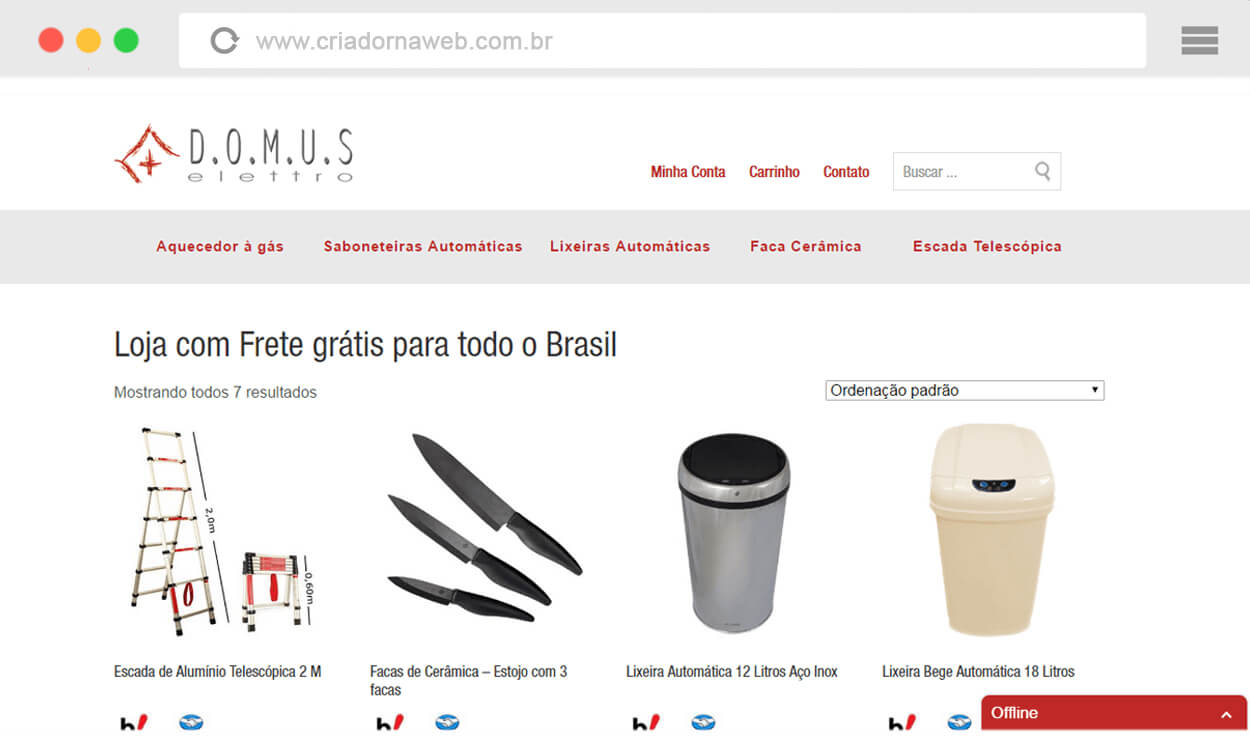 www.criadornaweb.com.br
D.O.M.U.S
elettro
Minha Conta Carrinho Contato Buscar ...
Aquecedor à gás Saboneteiras Automáticas Lixeiras Automáticas Faca Cerâmica Escada Telescópica
Loja com Frete grátis para todo o Brasil
Mostrando todos 7 resultados Ordenação padrão
2,0m
0,60m
Escada de Alumínio Telescópica 2 M
Facas de Cerâmica – Estojo com 3
facas
Lixeira Automática 12 Litros Aço Inox
Lixeira Bege Automática 18 Litros
h!
h!
h!
h!
Offline